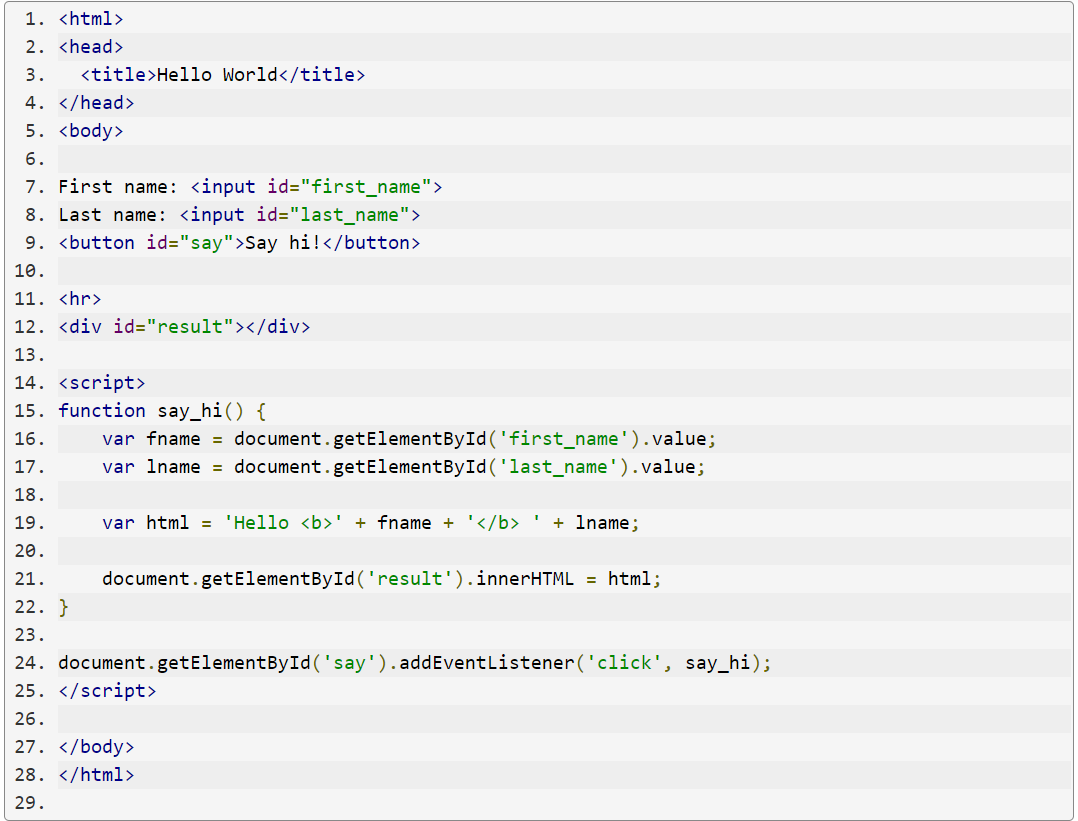 1. <html>
2. <head>
3.   <title>Hello World</title>
4. </head>
5. <body>
6.
7. First name: <input id="first_name">
8. Last name: <input id="last_name">
9. <button id="say">Say hi!</button>
10.
11. <hr>
12. <div id="result"></div>
13.
14. <script>
15. function say_hi() {
16.     var fname = document.getElementById('first_name').value;
17.     var lname = document.getElementById('last_name').value;
18.
19.     var html = 'Hello <b>' + fname + '</b> ' + lname;
20.
21.     document.getElementById('result').innerHTML = html;
22. }
23.
24. document.getElementById('say').addEventListener('click', say_hi);
25. </script>
26.
27. </body>
28. </html>
29.